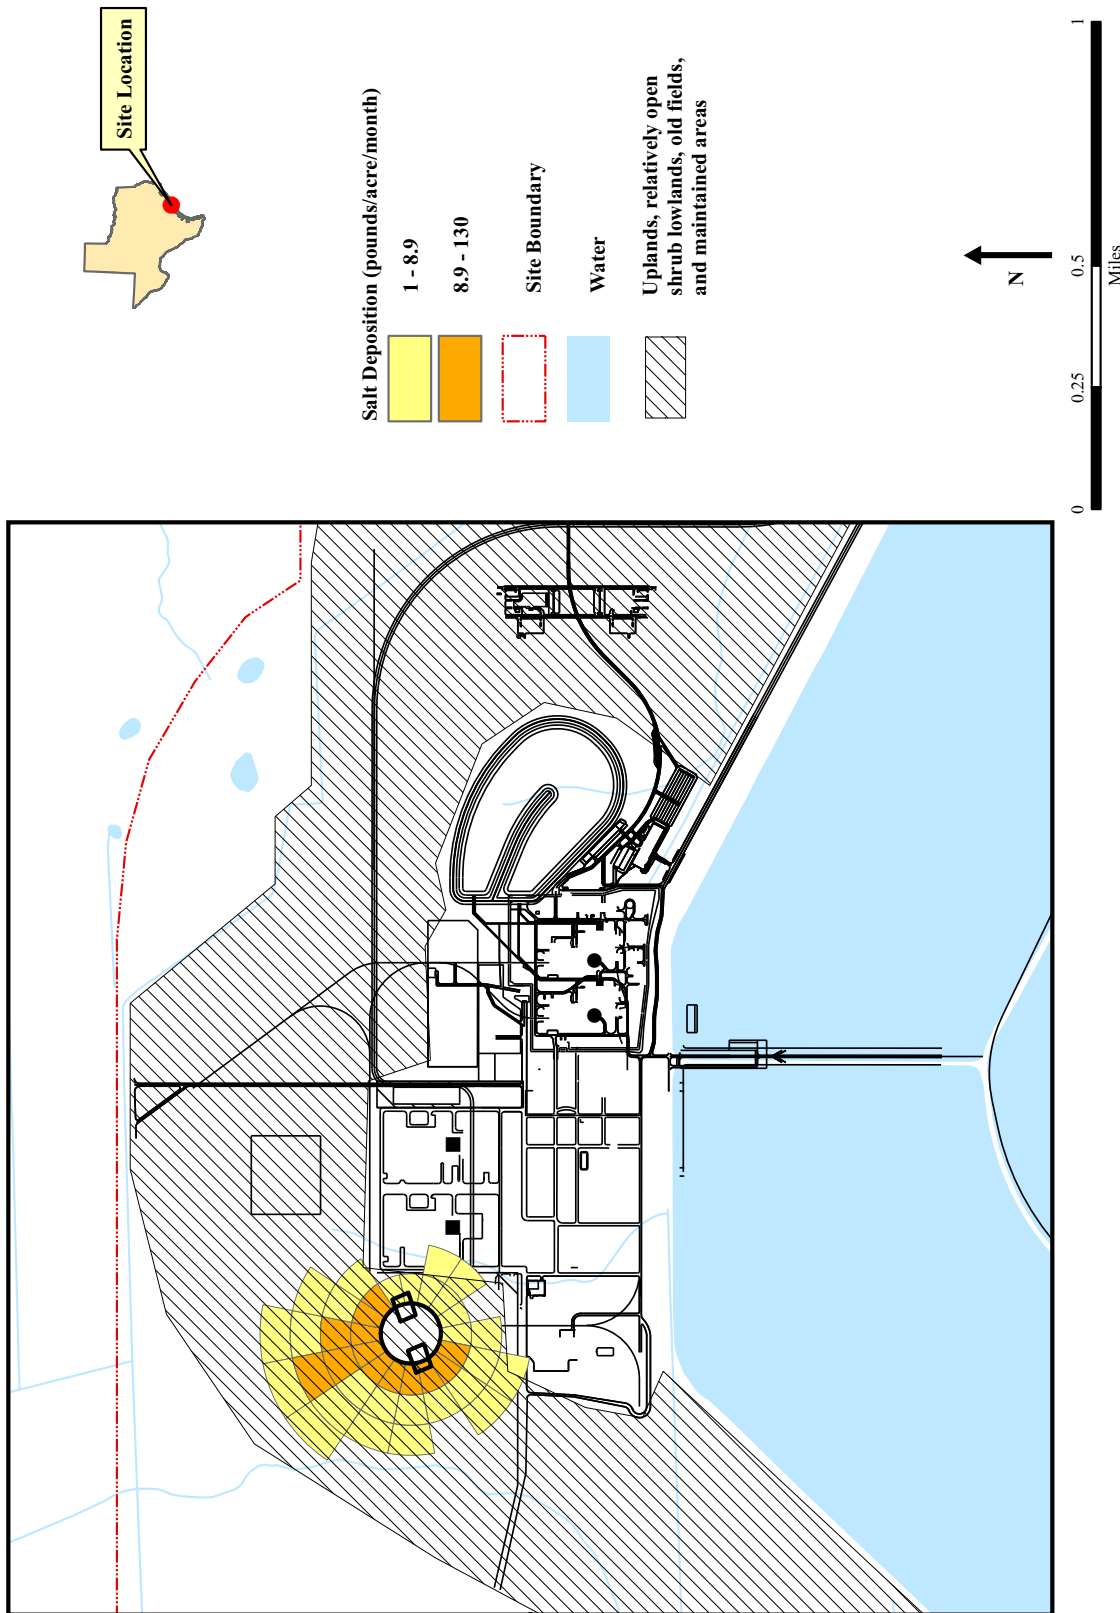 Site Location
Salt Deposition (pounds/acre/month)
1 - 8.9
8.9 - 130
Site Boundary
Water
Uplands, relatively open
shrub lowlands, old fields,
and maintained areas
N
0
0.25
0.5
1
Miles